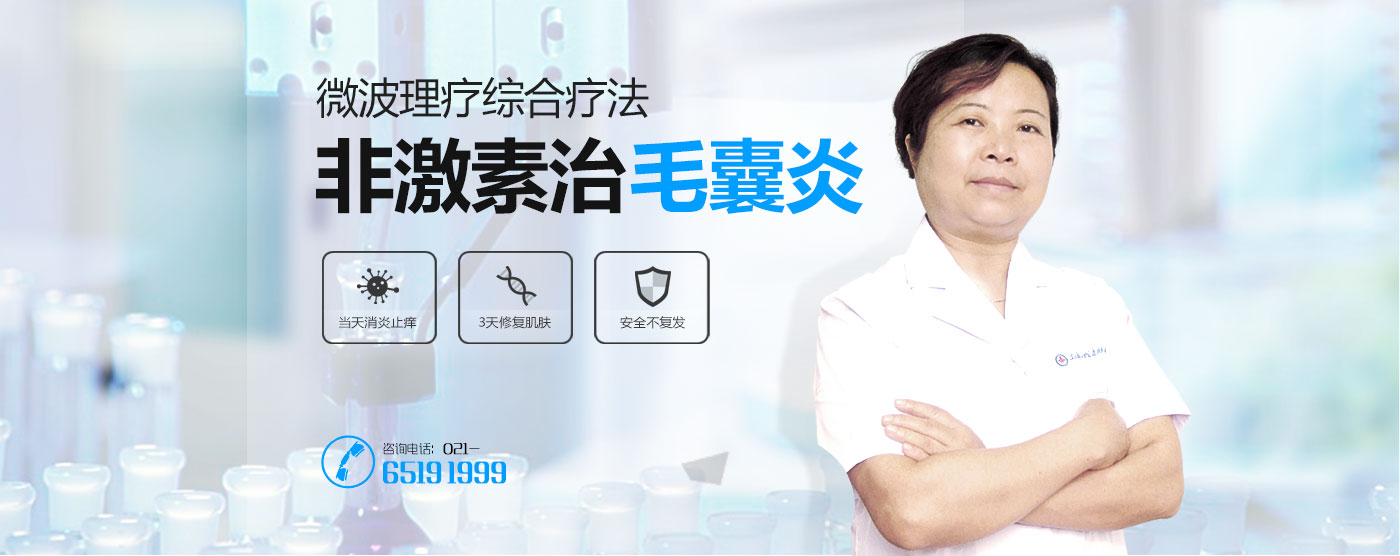 微波理疗综合疗法
非激素治毛囊炎
当天消炎止痒
3天修复肌肤
安全不复发
咨询电话：021-
65191999